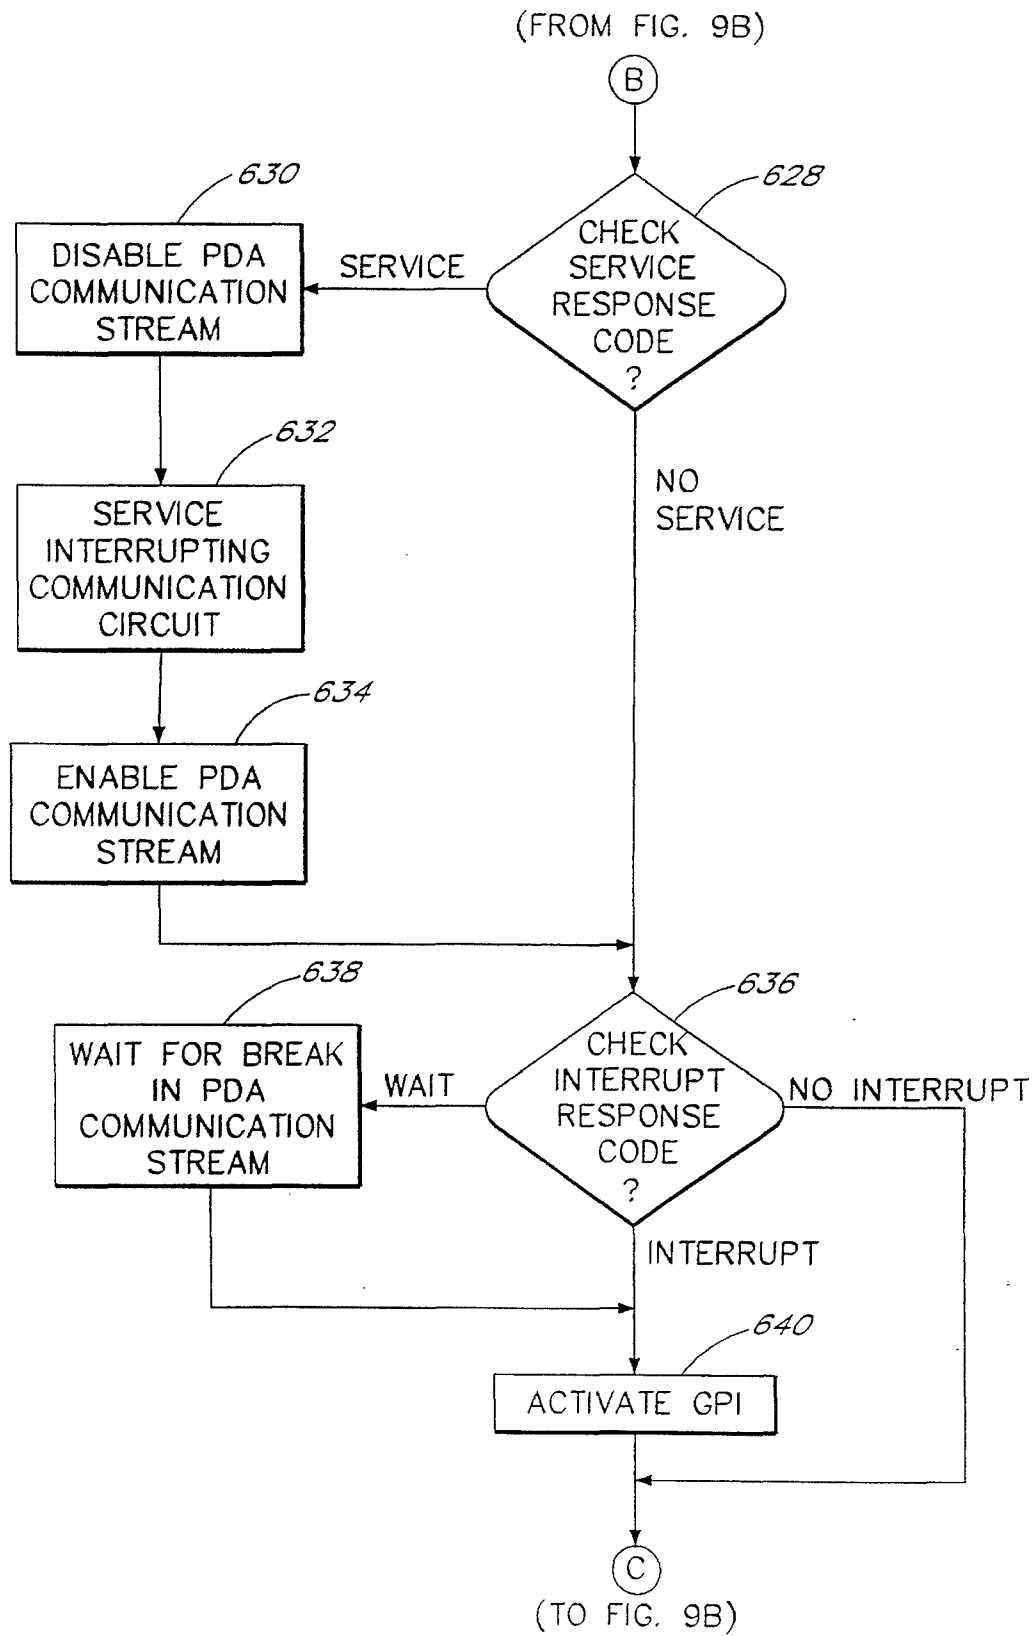 (FROM FIG. 9B)
B
628
CHECK
SERVICE
RESPONSE
CODE
?
SERVICE
630
DISABLE PDA
COMMUNICATION
STREAM
NO
SERVICE
632
SERVICE
INTERRUPTING
COMMUNICATION
CIRCUIT
634
ENABLE PDA
COMMUNICATION
STREAM
636
CHECK
INTERRUPT
RESPONSE
CODE
?
WAIT
NO INTERRUPT
638
WAIT FOR BREAK
IN PDA
COMMUNICATION
STREAM
INTERRUPT
640
ACTIVATE GPI
C
(TO FIG. 9B)